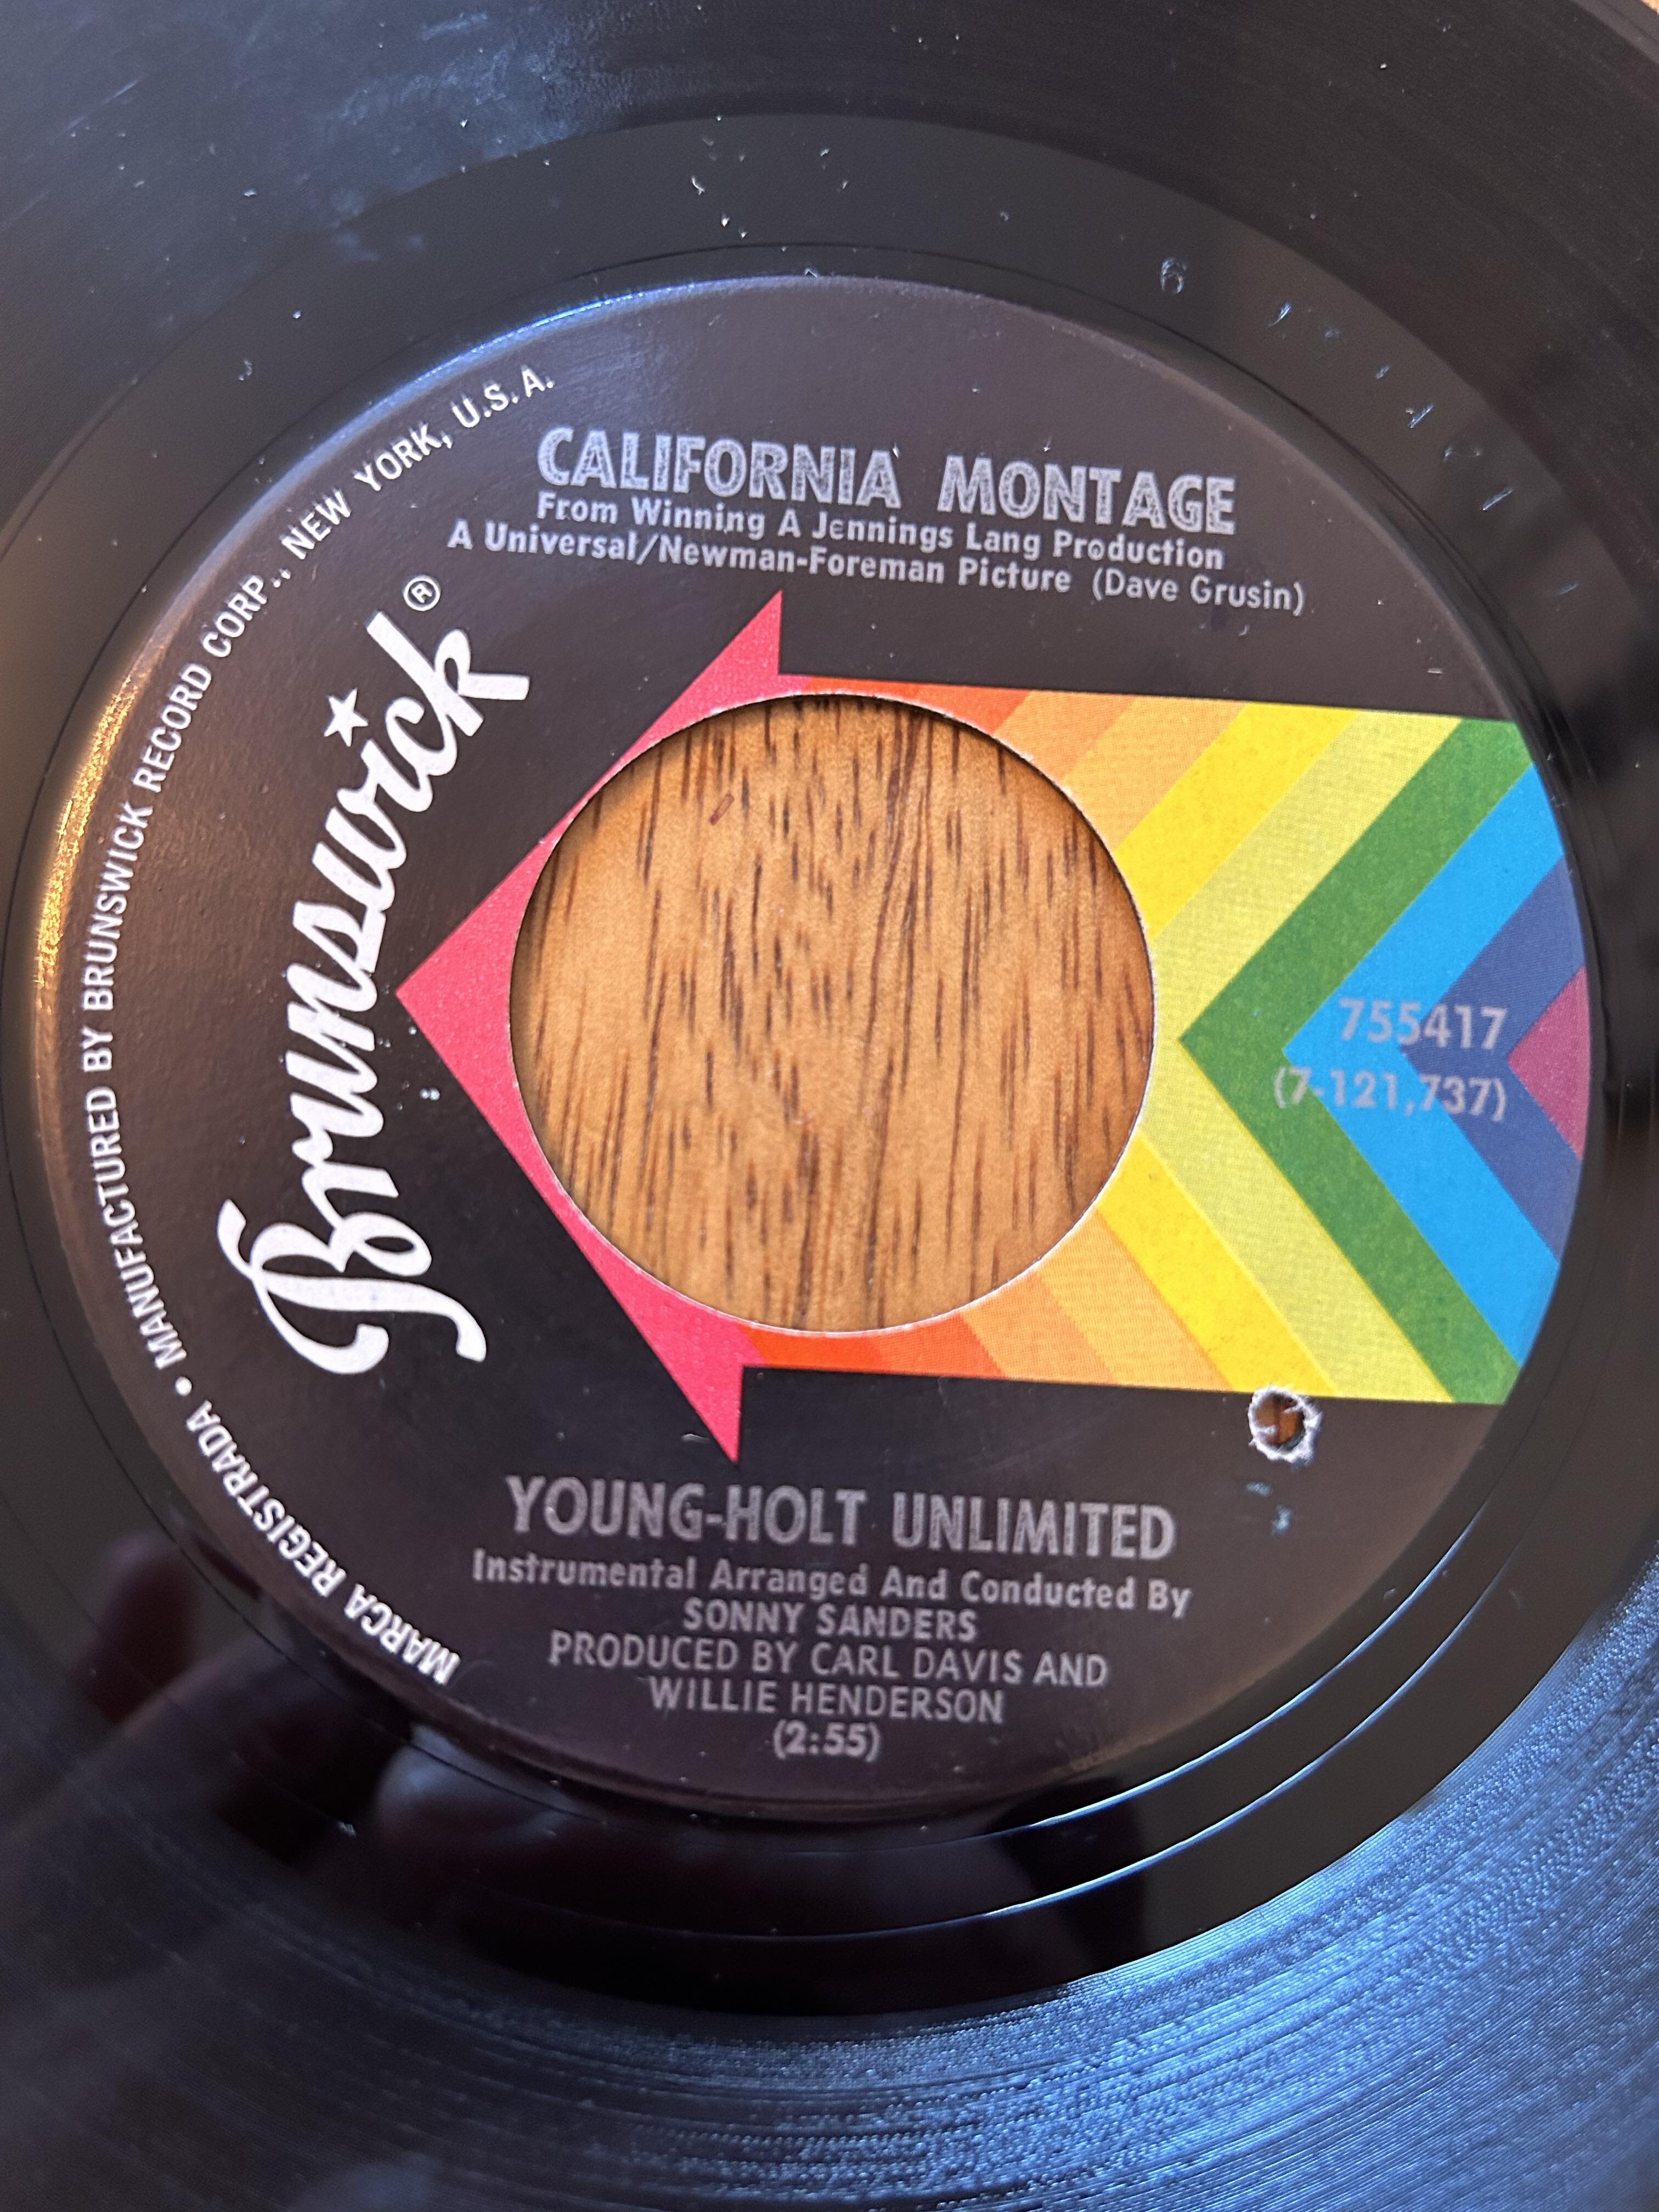 CALIFORNIA MONTAGE
From Winning A Jennings Lang Production
A Universal/Newman-Foreman Picture (Dave Grusin)
Brunswick®
755417
(7-121,737)
YOUNG-HOLT UNLIMITED
Instrumental Arranged And Conducted By
SONNY SANDERS
PRODUCED BY CARL DAVIS AND
WILLIE HENDERSON
(2:55)
MARCA REGISTRADA • MANUFACTURED BY BRUNSWICK RECORD CORP., NEW YORK, U.S.A.
6